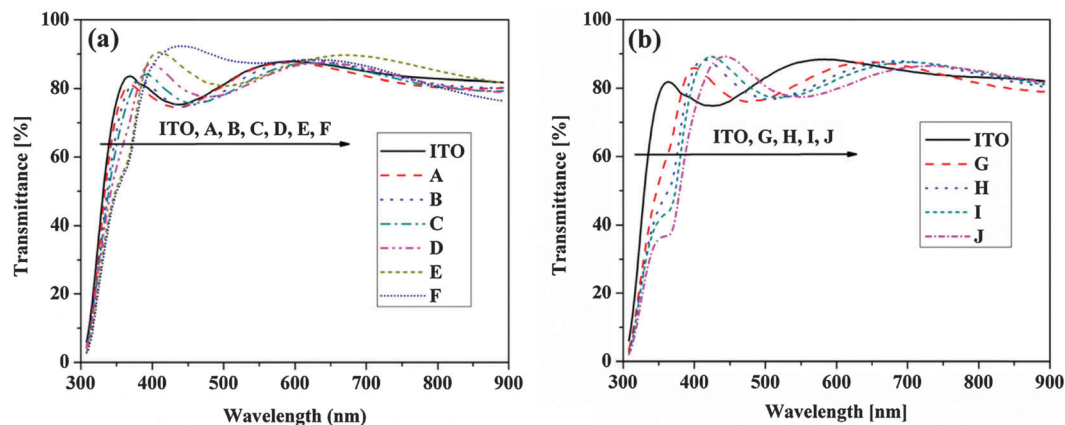 (a)
100
80
60
40
20
0
Transmittance [%]
ITO, A, B, C, D, E, F
ITO
A
B
C
D
E
F
300 400 500 600 700 800 900
Wavelength (nm)
(b)
100
80
60
40
20
0
Transmittance [%]
ITO, G, H, I, J
ITO
G
H
I
J
300 400 500 600 700 800 900
Wavelength [nm]